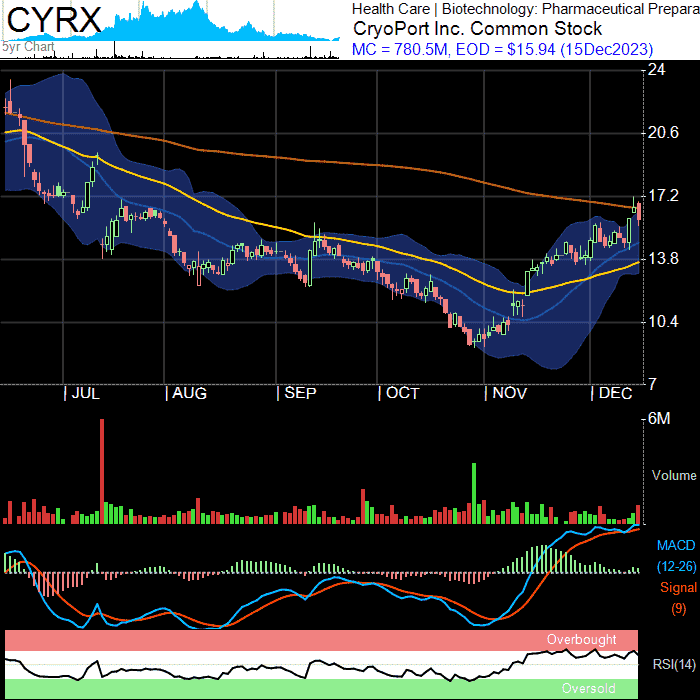 CYRX
5yr Chart
Health Care | Biotechnology: Pharmaceutical Prepara
CryoPort Inc. Common Stock
MC = 780.5M, EOD = $15.94 (15Dec2023)
24
20.6
17.2
13.8
10.4
7
| JUL | AUG | SEP | OCT | NOV | DEC
6M
Volume
MACD
(12-26)
Signal
(9)
Overbought
RSI(14)
Oversold